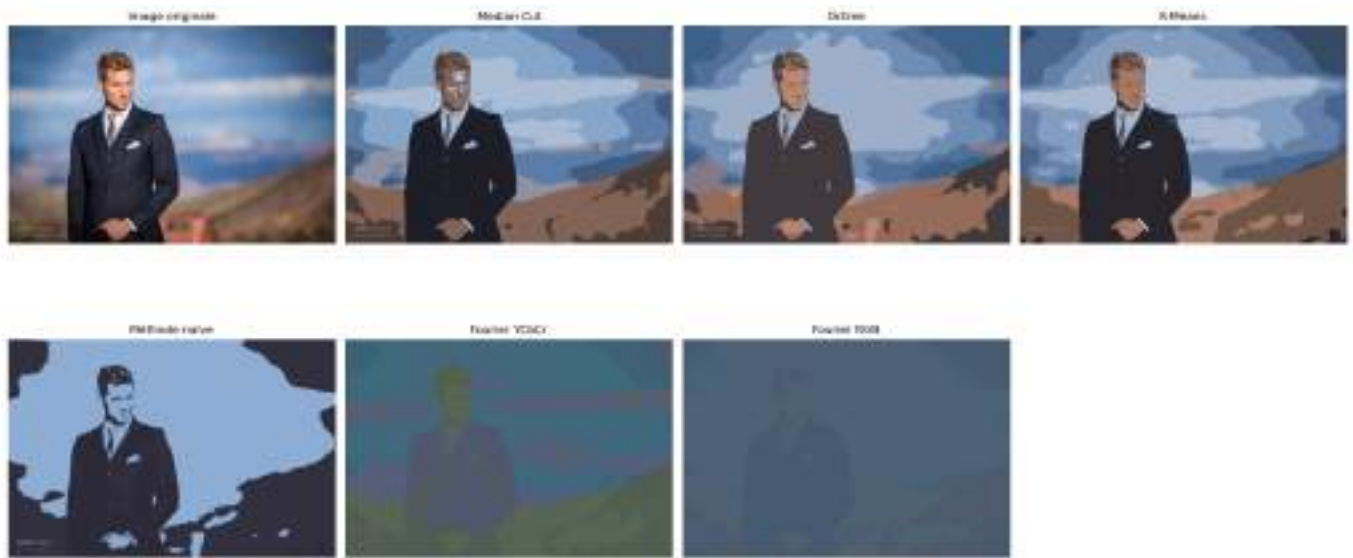 Image originale
Median Cut
Octree
K-Means
Méthode naïve
Fourier YCbCr
Fourier RGB